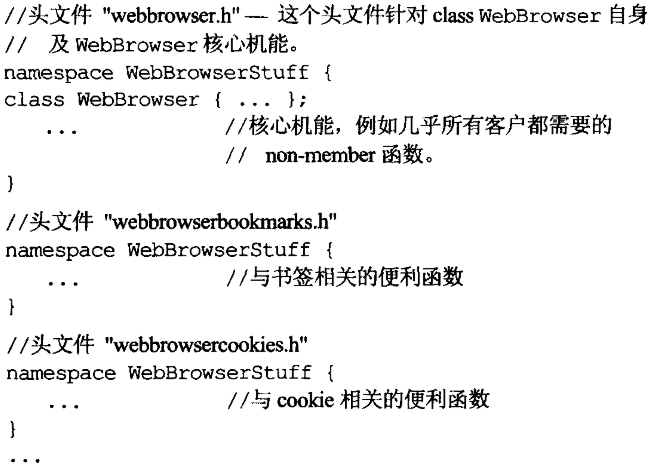 //头文件 "webbrowser.h" — 这个头文件针对 class WebBrowser 自身
// 及 WebBrowser 核心机能。
namespace WebBrowserStuff {
class WebBrowser { ... };
... //核心机能，例如几乎所有客户都需要的
// non-member 函数。
}
//头文件 "webbrowserbookmarks.h"
namespace WebBrowserStuff {
... //与书签相关的便利函数
}
//头文件 "webbrowsercookies.h"
namespace WebBrowserStuff {
... //与 cookie 相关的便利函数
}
...